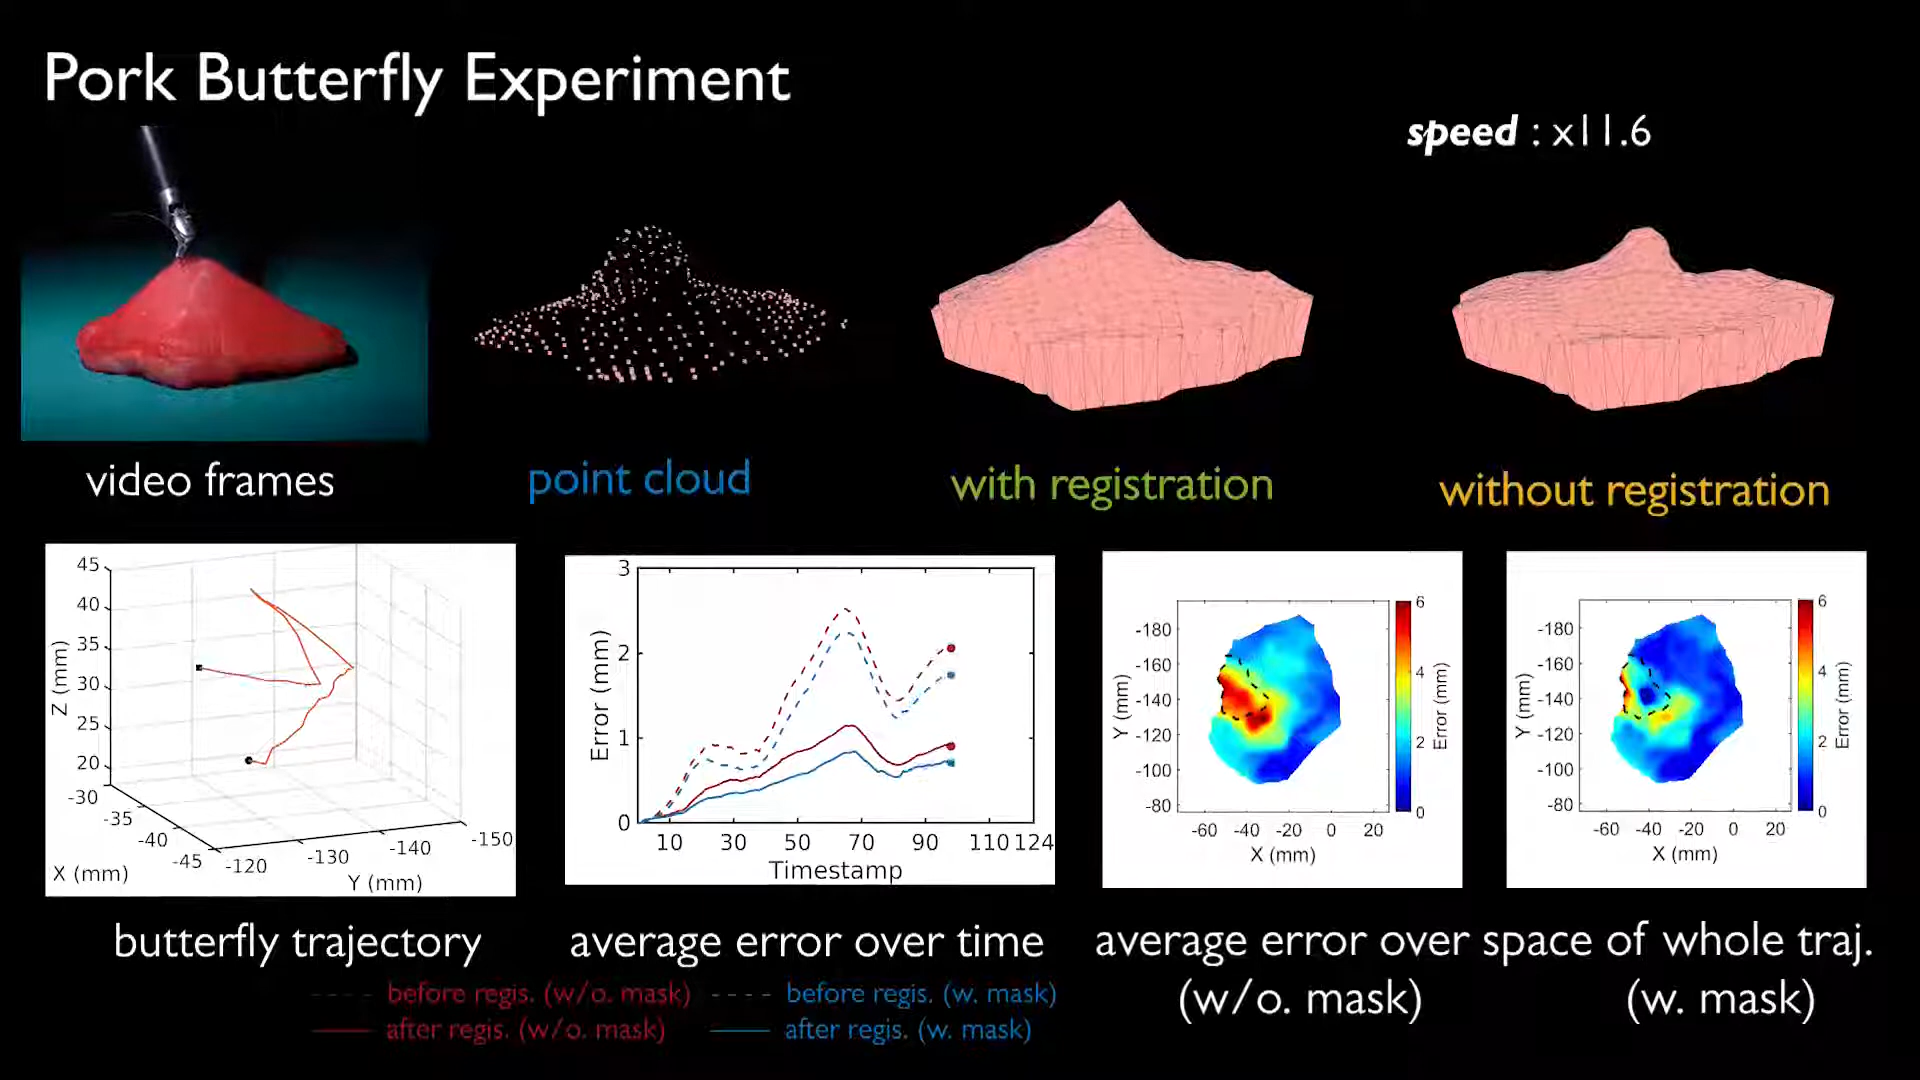 Pork Butterfly Experiment
speed : x11.6
video frames
point cloud
with registration
without registration
45
40
35
30
25
20
Z (mm)
-30
-35
-40
-45
X (mm)
-120
-130
-140
-150
Y (mm)
3
2
1
0
Error (mm)
10 30 50 70 90 110 124
Timestamp
-180
-160
-140
-120
-100
-80
Y (mm)
-60 -40 -20 0 20
X (mm)
6
4
2
0
Error (mm)
-180
-160
-140
-120
-100
-80
Y (mm)
-60 -40 -20 0 20
X (mm)
6
4
2
0
Error (mm)
butterfly trajectory
average error over time
average error over space of whole traj.
(w/o. mask) (w. mask)
before regis. (w/o. mask) before regis. (w. mask)
after regis. (w/o. mask) after regis. (w. mask)